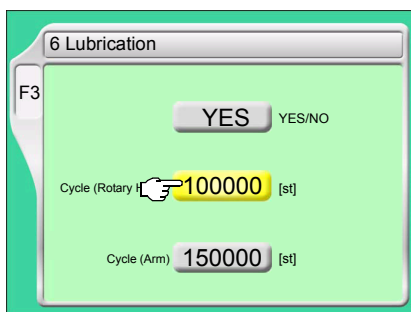 6 Lubrication
F3
YES YES/NO
Cycle (Rotary 100000 [st]
Cycle (Arm) 150000 [st]